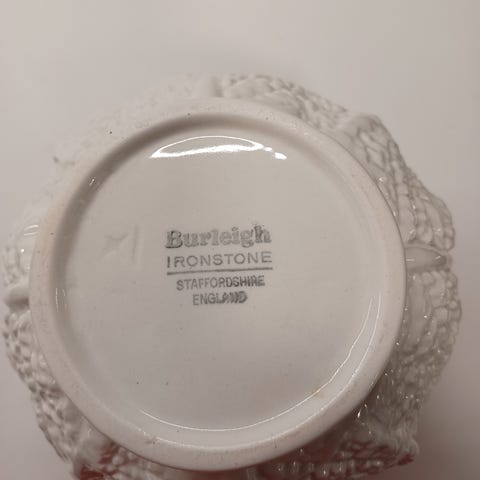 Burleigh
IRONSTONE
STAFFORDSHIRE
ENGLAND